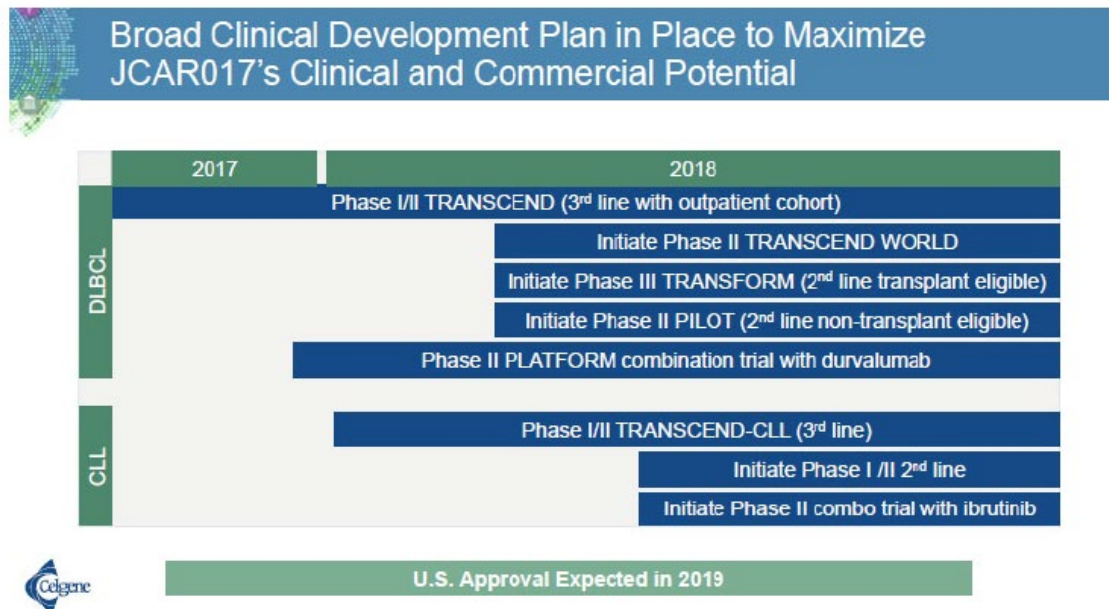 Broad Clinical Development Plan in Place to Maximize
JCAR017's Clinical and Commercial Potential
2017
2018
DLBCL
Phase I/II TRANSCEND (3rd line with outpatient cohort)
Initiate Phase II TRANSCEND WORLD
Initiate Phase III TRANSFORM (2nd line transplant eligible)
Initiate Phase II PILOT (2nd line non-transplant eligible)
Phase II PLATFORM combination trial with durvalumab
CLL
Phase I/II TRANSCEND-CLL (3rd line)
Initiate Phase I /II 2nd line
Initiate Phase II combo trial with ibrutinib
Celgene
U.S. Approval Expected in 2019